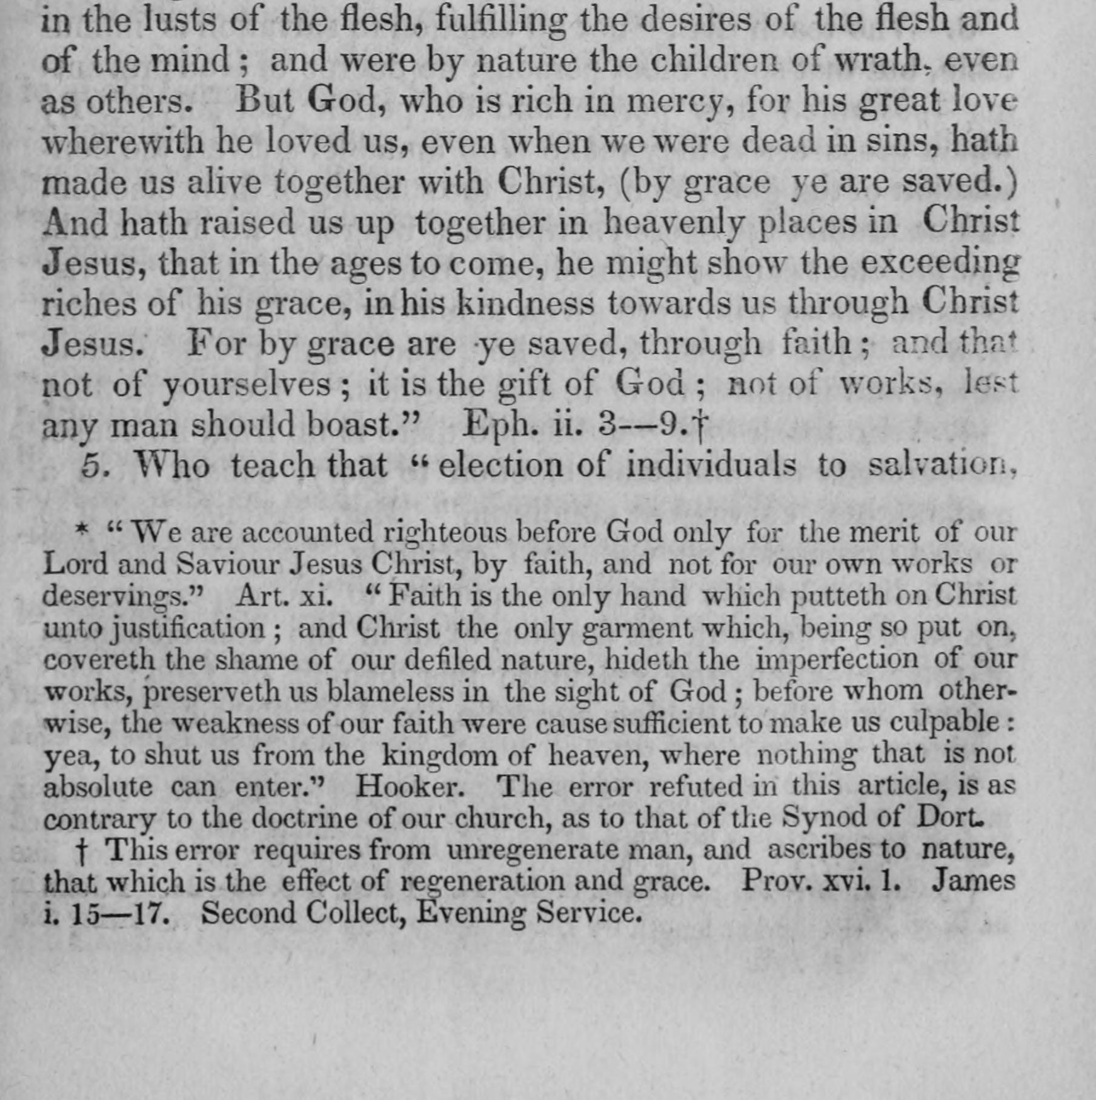 in the lusts of the flesh, fulfilling the desires of the flesh and
of the mind ; and were by nature the children of wrath, even
as others. But God, who is rich in mercy, for his great love
wherewith he loved us, even when we were dead in sins, hath
made us alive together with Christ, (by grace ye are saved.)
And hath raised us up together in heavenly places in Christ
Jesus, that in the ages to come, he might show the exceeding
riches of his grace, in his kindness towards us through Christ
Jesus. For by grace are ye saved, through faith ; and that
not of yourselves ; it is the gift of God ; not of works, lest
any man should boast.” Eph. ii. 3—9.†
5. Who teach that “ election of individuals to salvation,
* “ We are accounted righteous before God only for the merit of our
Lord and Saviour Jesus Christ, by faith, and not for our own works or
deservings.” Art. xi. “ Faith is the only hand which putteth on Christ
unto justification ; and Christ the only garment which, being so put on,
covereth the shame of our defiled nature, hideth the imperfection of our
works, preserveth us blameless in the sight of God ; before whom other-
wise, the weakness of our faith were cause sufficient to make us culpable :
yea, to shut us from the kingdom of heaven, where nothing that is not
absolute can enter.” Hooker. The error refuted in this article, is as
contrary to the doctrine of our church, as to that of the Synod of Dort.
† This error requires from unregenerate man, and ascribes to nature,
that which is the effect of regeneration and grace. Prov. xvi. 1. James
i. 15—17. Second Collect, Evening Service.